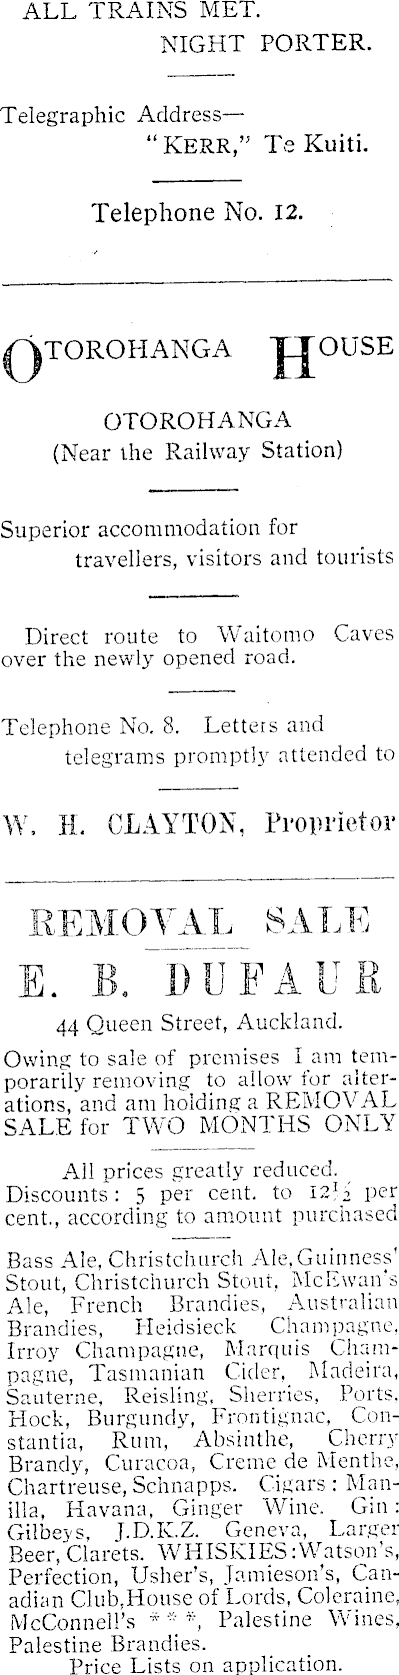 ALL TRAINS MET.
NIGHT PORTER.
Telegraphic Address—
"KERR," Te Kuiti.
Telephone No. 12.
OTOROHANGA HOUSE
OTOROHANGA
(Near the Railway Station)
Superior accommodation for
travellers, visitors and tourists
Direct route to Waitomo Caves
over the newly opened road.
Telephone No. 8. Letters and
telegrams promptly attended to
W. H. CLAYTON, Proprietor
REMOVAL SALE
E. B. DUFAUR
44 Queen Street, Auckland.
Owing to sale of premises I am tem-
porarily removing to allow for alter-
ations, and am holding a REMOVAL
SALE for TWO MONTHS ONLY
All prices greatly reduced.
Discounts: 5 per cent. to 12½ per
cent., according to amount purchased
Bass Ale, Christchurch Ale, Guinness'
Stout, Christchurch Stout, McEwan's
Ale, French Brandies, Australian
Brandies, Heidsieck Champagne,
Irroy Champagne, Marquis Cham-
pagne, Tasmanian Cider, Madeira,
Sauterne, Reisling, Sherries, Ports,
Hock, Burgundy, Frontignac, Con-
stantia, Rum, Absinthe, Cherry
Brandy, Curacoa, Creme de Menthe,
Chartreuse, Schnapps. Cigars: Man-
illa, Havana, Ginger Wine. Gin:
Gilbeys, J.D.K.Z. Geneva, Larger
Beer, Clarets. WHISKIES: Watson's,
Perfection, Usher's, Jamieson's, Can-
adian Club, House of Lords, Coleraine,
McConnell's * * *, Palestine Wines,
Palestine Brandies.
Price Lists on application.